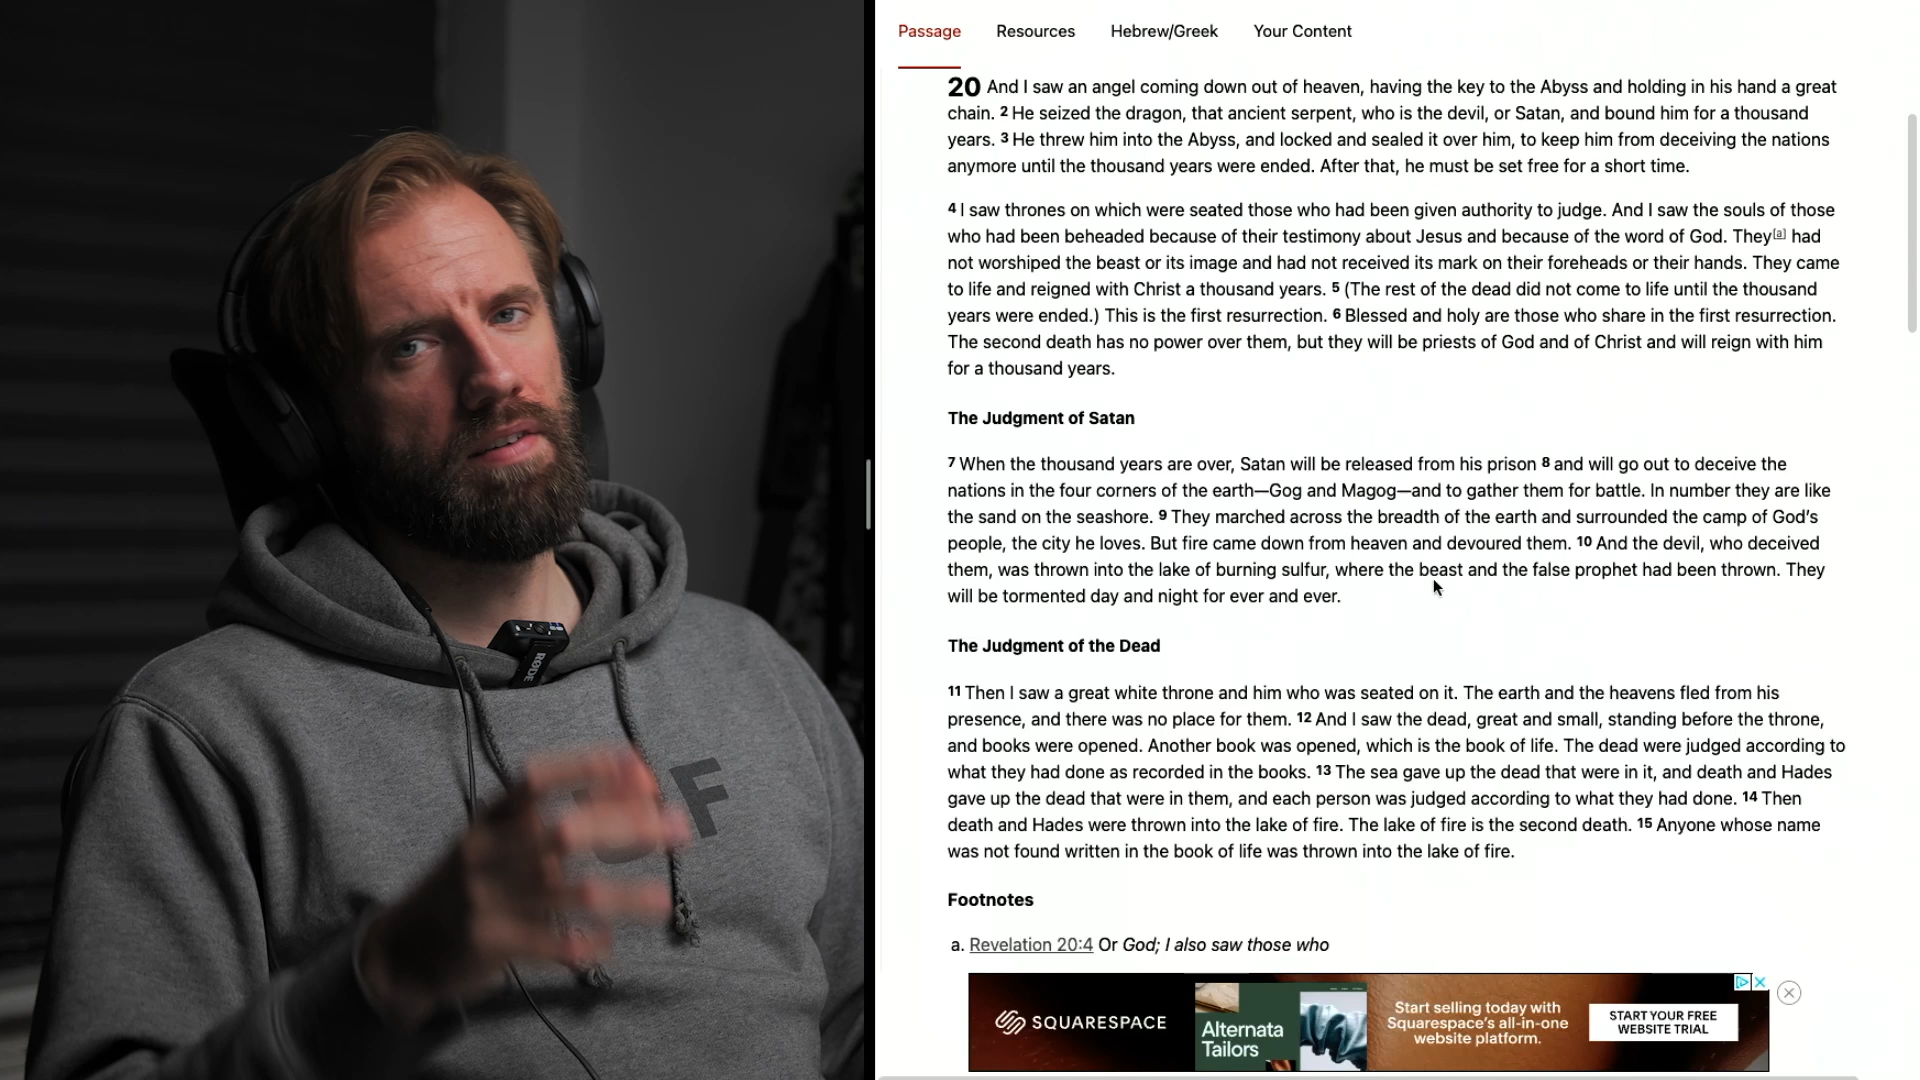 Passage Resources Hebrew/Greek Your Content
20 And I saw an angel coming down out of heaven, having the key to the Abyss and holding in his hand a great
chain. 2 He seized the dragon, that ancient serpent, who is the devil, or Satan, and bound him for a thousand
years. 3 He threw him into the Abyss, and locked and sealed it over him, to keep him from deceiving the nations
anymore until the thousand years were ended. After that, he must be set free for a short time.
4 I saw thrones on which were seated those who had been given authority to judge. And I saw the souls of those
who had been beheaded because of their testimony about Jesus and because of the word of God. They[a] had
not worshiped the beast or its image and had not received its mark on their foreheads or their hands. They came
to life and reigned with Christ a thousand years. 5 (The rest of the dead did not come to life until the thousand
years were ended.) This is the first resurrection. 6 Blessed and holy are those who share in the first resurrection.
The second death has no power over them, but they will be priests of God and of Christ and will reign with him
for a thousand years.
The Judgment of Satan
7 When the thousand years are over, Satan will be released from his prison 8 and will go out to deceive the
nations in the four corners of the earth—Gog and Magog—and to gather them for battle. In number they are like
the sand on the seashore. 9 They marched across the breadth of the earth and surrounded the camp of God’s
people, the city he loves. But fire came down from heaven and devoured them. 10 And the devil, who deceived
them, was thrown into the lake of burning sulfur, where the beast and the false prophet had been thrown. They
will be tormented day and night for ever and ever.
The Judgment of the Dead
11 Then I saw a great white throne and him who was seated on it. The earth and the heavens fled from his
presence, and there was no place for them. 12 And I saw the dead, great and small, standing before the throne,
and books were opened. Another book was opened, which is the book of life. The dead were judged according to
what they had done as recorded in the books. 13 The sea gave up the dead that were in it, and death and Hades
gave up the dead that were in them, and each person was judged according to what they had done. 14 Then
death and Hades were thrown into the lake of fire. The lake of fire is the second death. 15 Anyone whose name
was not found written in the book of life was thrown into the lake of fire.
Footnotes
a. Revelation 20:4 Or God; I also saw those who
SQUARESPACE
Alternata
Tailors
Start selling today with
Squarespace's all-in-one
website platform.
START YOUR FREE
WEBSITE TRIAL
RØDE
F